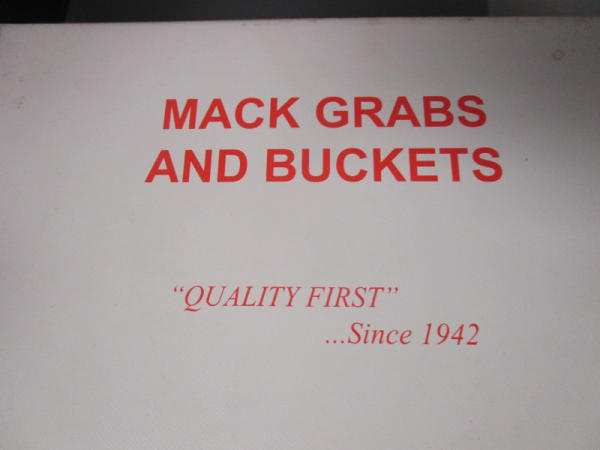 MACK GRABS
AND BUCKETS
“QUALITY FIRST”
...Since 1942